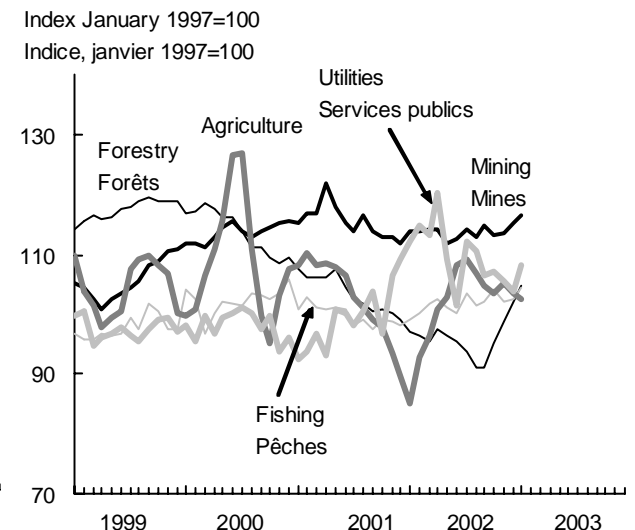 Index January 1997=100
Indice, janvier 1997=100
Utilities
Services publics
130
Agriculture
Forestry
Forêts
Mining
Mines
110
90
Fishing
Pêches
70
1999 2000 2001 2002 2003